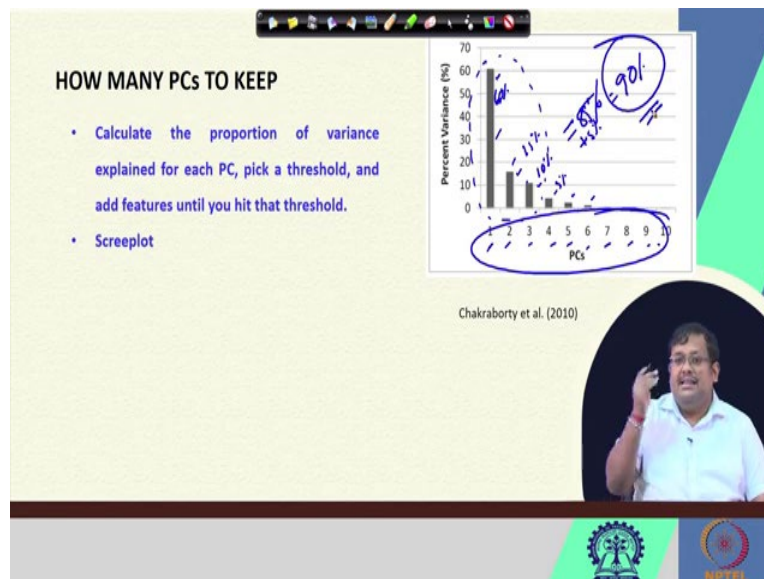 HOW MANY PCs TO KEEP
• Calculate the proportion of variance
explained for each PC, pick a threshold, and
add features until you hit that threshold.
• Screeplot
Percent Variance (%)
70
60
50
40
30
20
10
0
60%
10%
5%
+5%
= 90%
1 2 3 4 5 6 7 8 9 10
PCs
Chakraborty et al. (2010)
NPTEL